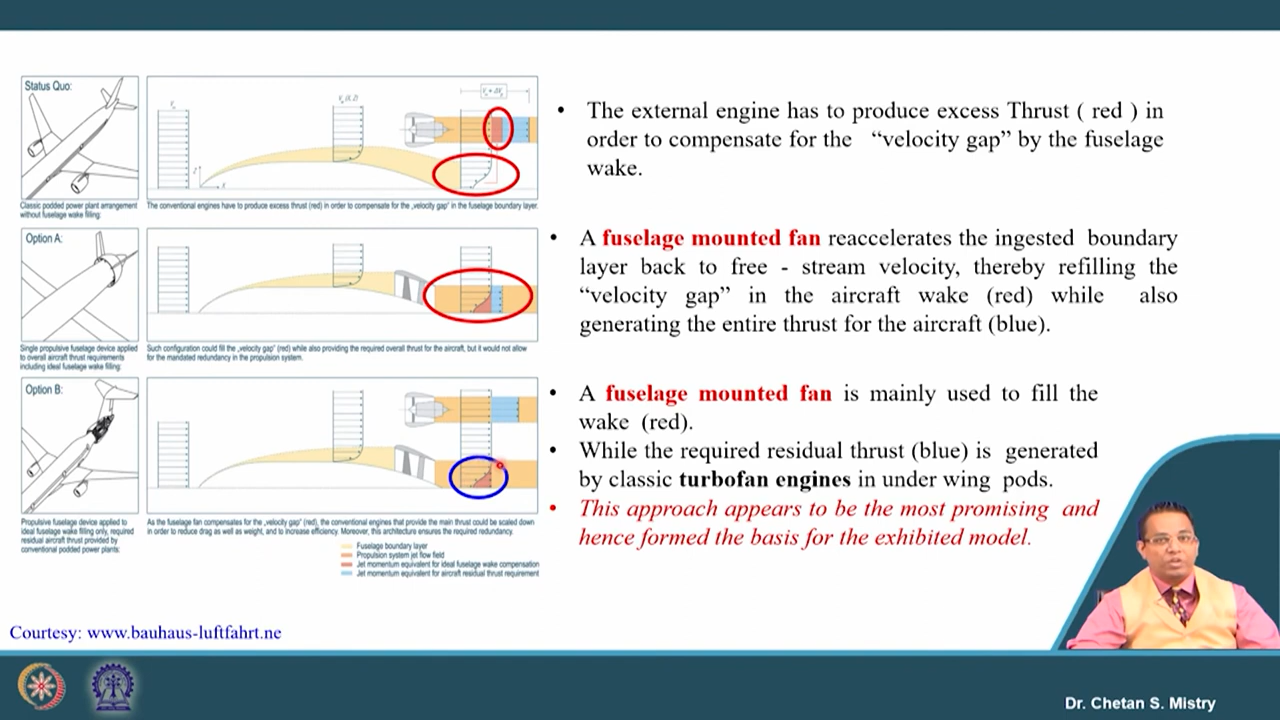 Status Quo:
Classic podded power plant arrangement
without fuselage wake filling:
The conventional engines have to produce excess thrust (red) in order to compensate for the „velocity gap" in the fuselage boundary layer.
• The external engine has to produce excess Thrust ( red ) in
order to compensate for the “velocity gap” by the fuselage
wake.
Option A:
Single propulsive fuselage device applied
to overall aircraft thrust requirements
including ideal fuselage wake filling:
Such configuration could fill the „velocity gap" (red) while also providing the required overall thrust for the aircraft, but it would not allow
for the mandated redundancy in the propulsion system.
• A fuselage mounted fan reaccelerates the ingested boundary
layer back to free - stream velocity, thereby refilling the
“velocity gap” in the aircraft wake (red) while also
generating the entire thrust for the aircraft (blue).
Option B:
Propulsive fuselage device applied to
ideal fuselage wake filling only, required
residual aircraft thrust provided by
conventional podded power plants:
As the fuselage fan compensates for the „velocity gap" (red), the conventional engines that provide the main thrust could be scaled down
in order to reduce drag as well as weight, and to increase efficiency. Moreover, this architecture ensures the required redundancy.
Fuselage boundary layer
Propulsion system jet flow field
Jet momentum equivalent for ideal fuselage wake compensation
Jet momentum equivalent for aircraft residual thrust requirement
• A fuselage mounted fan is mainly used to fill the
wake (red).
• While the required residual thrust (blue) is generated
by classic turbofan engines in under wing pods.
• This approach appears to be the most promising and
hence formed the basis for the exhibited model.
Courtesy: www.bauhaus-luftfahrt.ne
Dr. Chetan S. Mistry